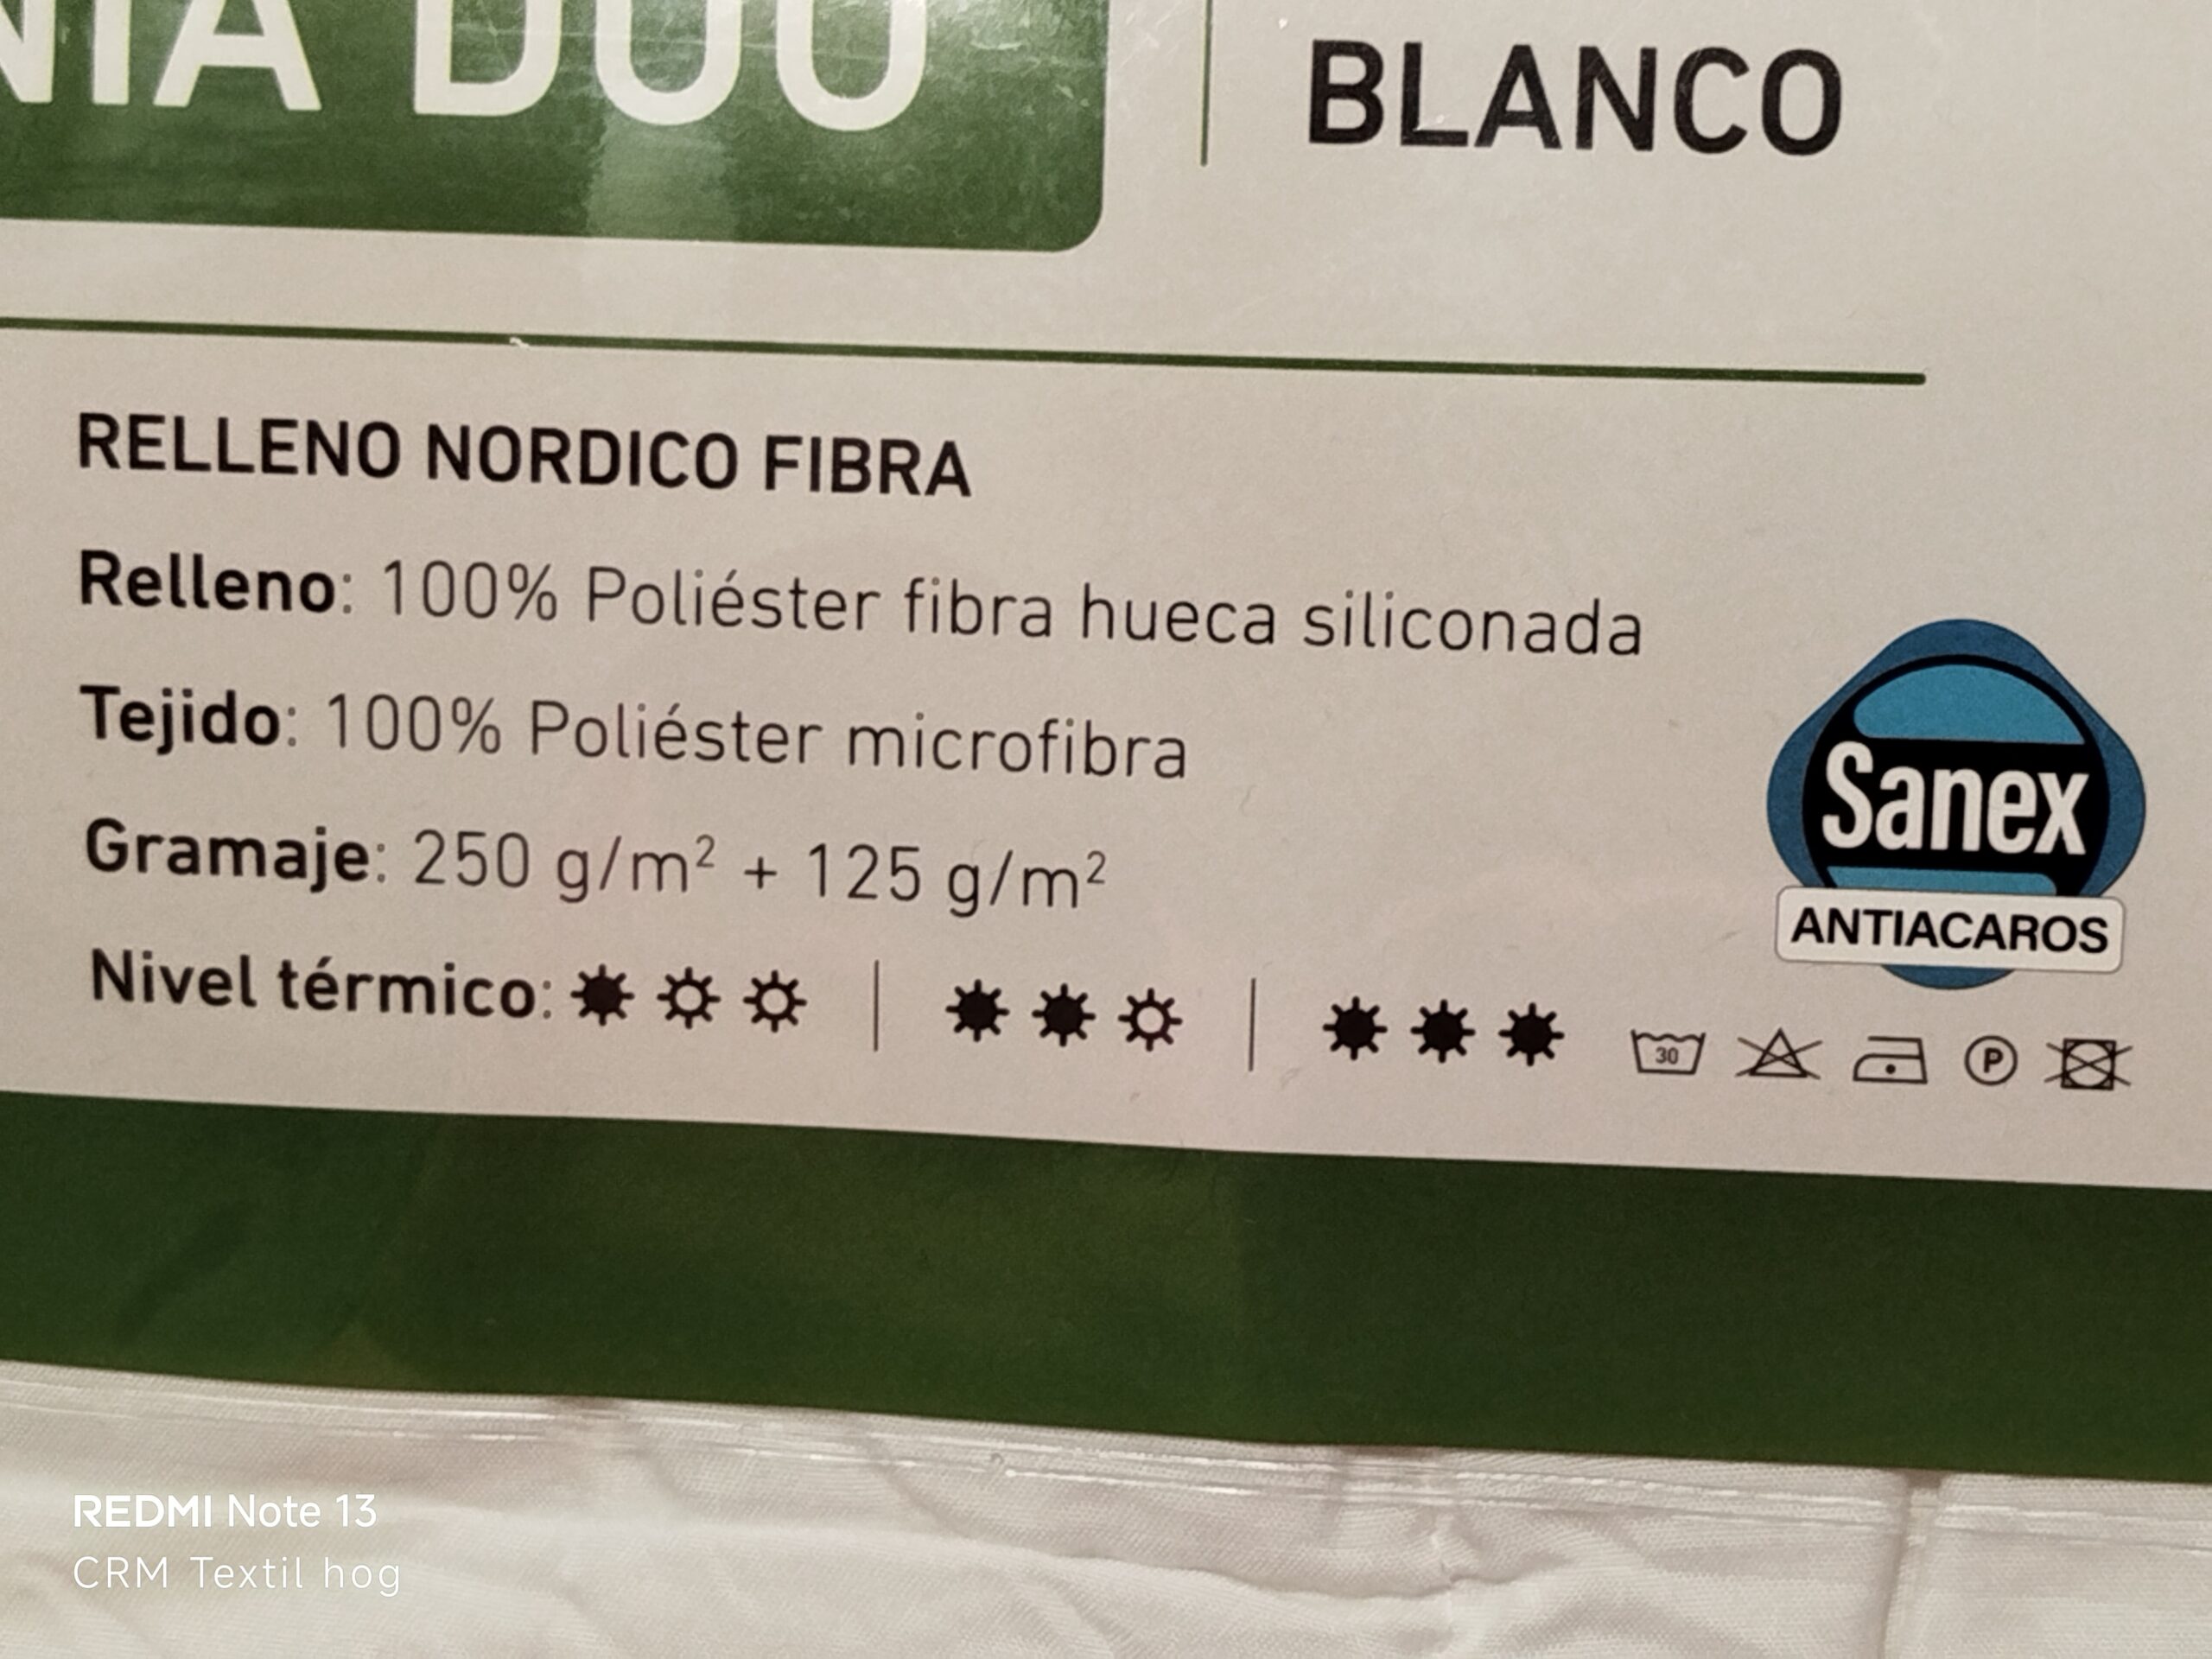 DUO
BLANCO
RELLENO NORDICO FIBRA
Relleno: 100% Poliéster fibra hueca siliconada
Tejido: 100% Poliéster microfibra
Gramaje: 250 g/m² + 125 g/m²
Nivel térmico:
Sanex
ANTIACAROS
30
P
REDMI Note 13
CRM Textil hog